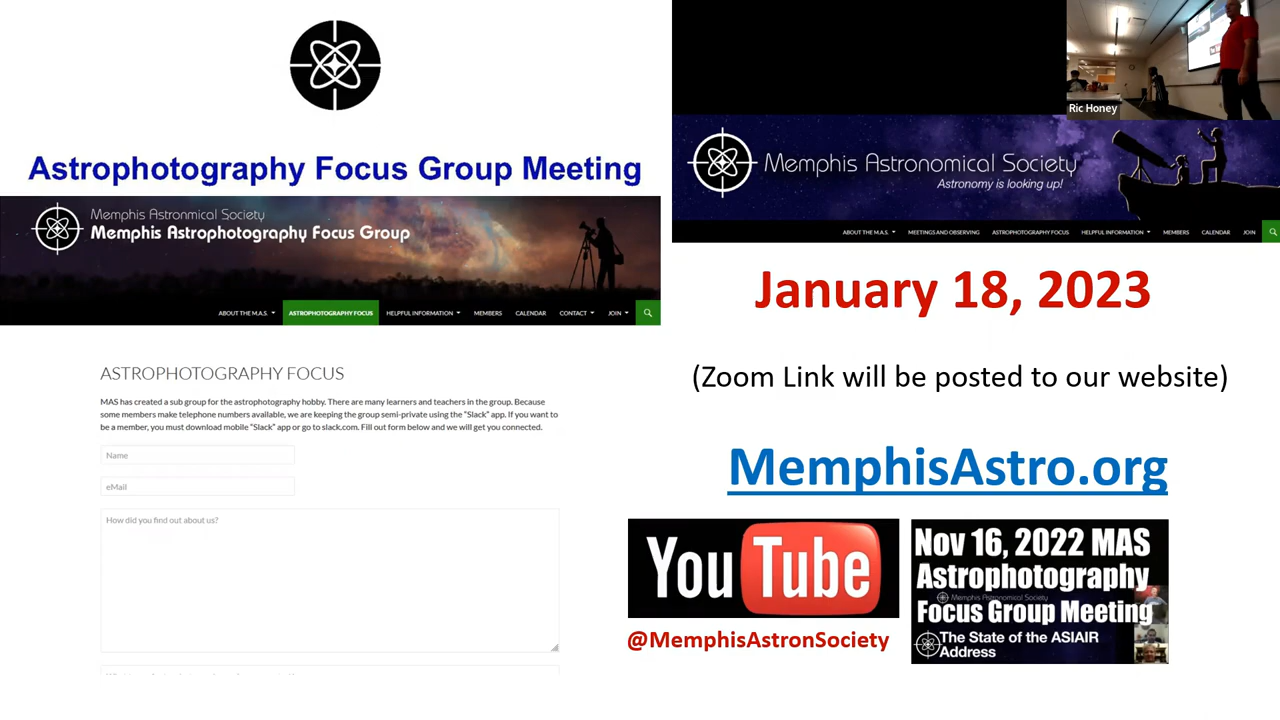 Astrophotography Focus Group Meeting
Memphis Astronmical Society
Memphis Astrophotography Focus Group
ABOUT THE M.A.S.
ASTROPHOTOGRAPHY FOCUS
HELPFUL INFORMATION
MEMBERS
CALENDAR
CONTACT
JOIN
ASTROPHOTOGRAPHY FOCUS
MAS has created a sub group for the astrophotography hobby. There are many learners and teachers in the group. Because
some members make telephone numbers available, we are keeping the group semi-private using the "Slack" app. If you want to
be a member, you must download mobile "Slack" app or go to slack.com. Fill out form below and we will get you connected.
Name
eMail
How did you find out about us?
Ric Honey
Memphis Astronomical Society
Astronomy is looking up!
ABOUT THE M.A.S.
MEETINGS AND OBSERVING
ASTROPHOTOGRAPHY FOCUS
HELPFUL INFORMATION
MEMBERS
CALENDAR
JOIN
January 18, 2023
(Zoom Link will be posted to our website)
MemphisAstro.org
YouTube
@MemphisAstronSociety
Nov 16, 2022 MAS
Astrophotography
Memphis Astronomical Society
Focus Group Meeting
The State of the ASIAIR
Address